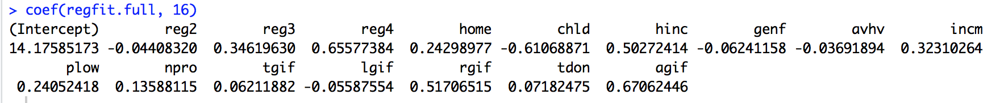 > coef(regfit.full, 16)
(Intercept) reg2 reg3 reg4 home chld hinc genf avhv incm
14.17585173 -0.04408320 0.34619630 0.65577384 0.24298977 -0.61068871 0.50272414 -0.06241158 -0.03691894 0.32310264
plow npro tgif lgif rgif tdon agif
0.24052418 0.13588115 0.06211882 -0.05587554 0.51706515 0.07182475 0.67062446